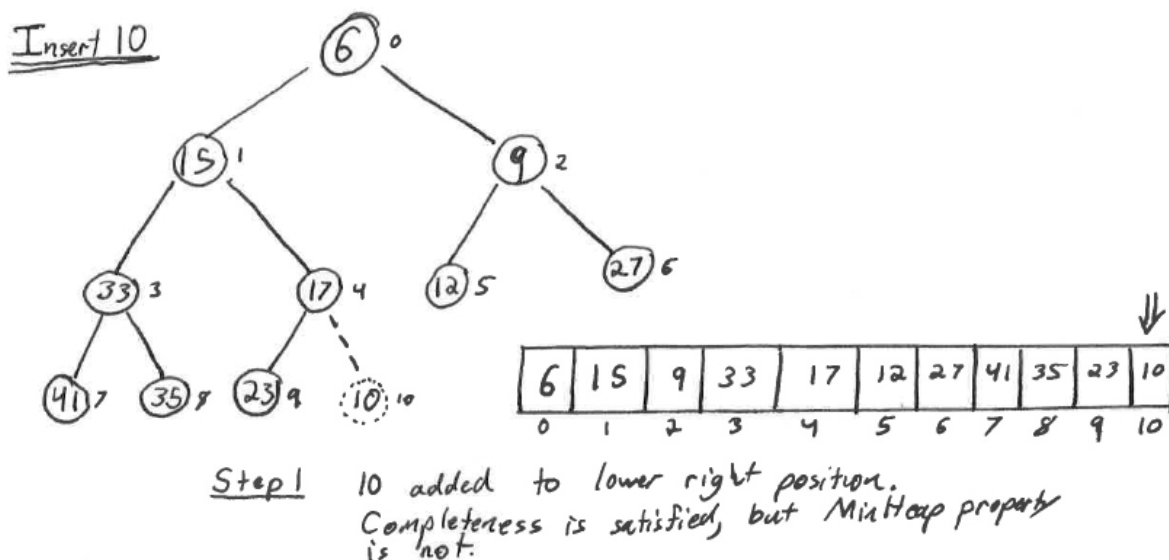 Insert 10
6 0
15 1
9 2
33 3
17 4
12 5
27 6
41 7
35 8
23 9
10 10
6 15 9 33 17 12 27 41 35 23 10
0 1 2 3 4 5 6 7 8 9 10
Step 1 10 added to lower right position.
Completeness is satisfied, but MinHeap property
is not.